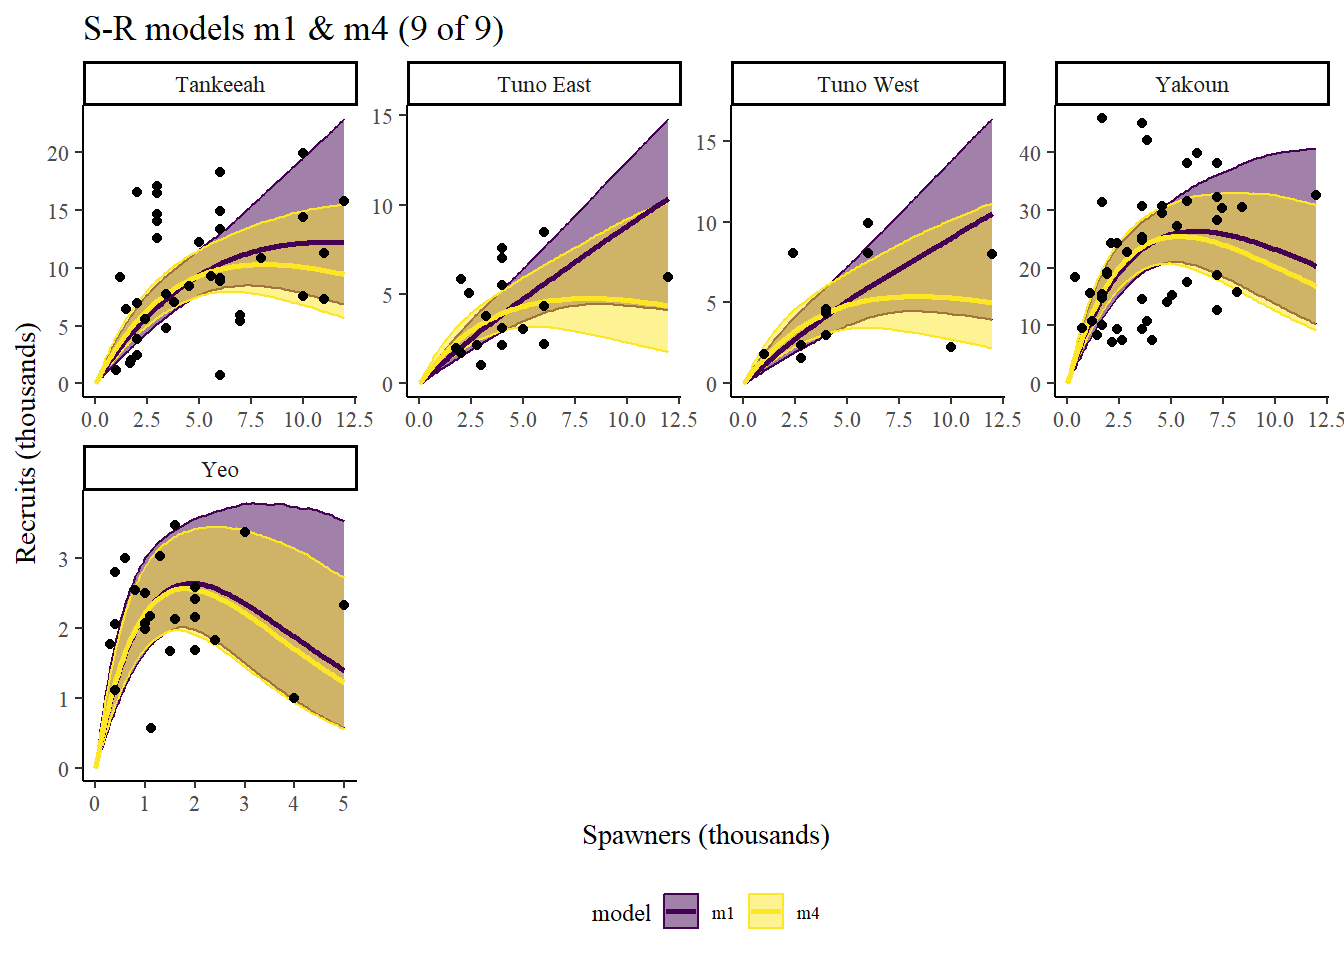 S-R models m1 & m4 (9 of 9)
Tankeeah
Tuno East
Tuno West
Yakoun
20
15
10
5
0
15
10
5
0
15
10
5
0
40
30
20
10
0
0.0 2.5 5.0 7.5 10.0 12.5
0.0 2.5 5.0 7.5 10.0 12.5
0.0 2.5 5.0 7.5 10.0 12.5
0.0 2.5 5.0 7.5 10.0 12.5
Recruits (thousands)
Yeo
3
2
1
0
0 1 2 3 4 5
Spawners (thousands)
model m1 m4